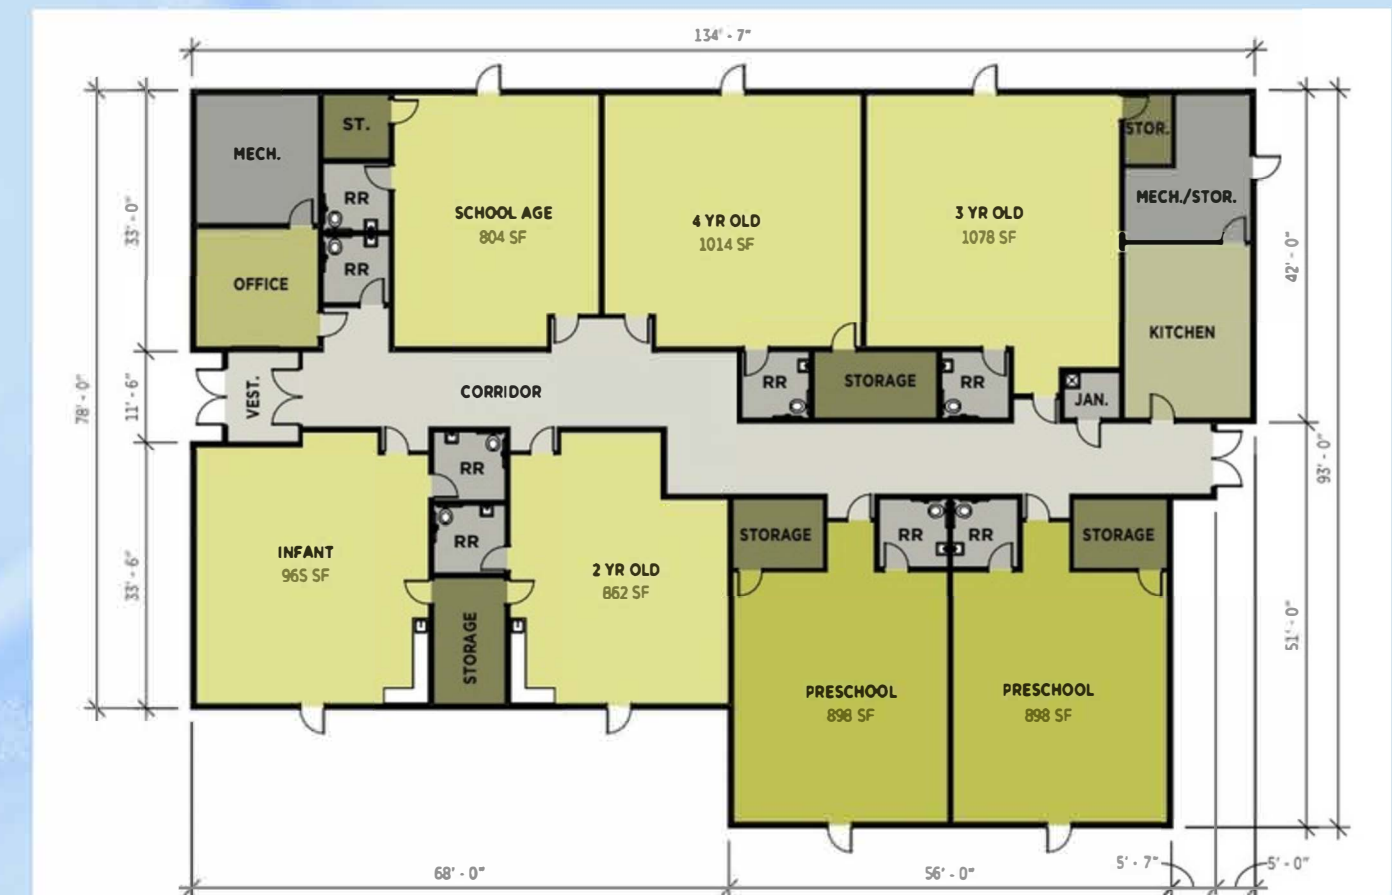 134' - 7"
MECH.
ST.
STOR.
RR
SCHOOL AGE
804 SF
4 YR OLD
1014 SF
3 YR OLD
1078 SF
MECH./STOR.
33' - 0"
42' - 0"
RR
OFFICE
KITCHEN
78' - 0"
11' - 6"
VEST.
CORRIDOR
RR
STORAGE
RR
JAN.
93' - 0"
RR
RR
INFANT
965 SF
2 YR OLD
862 SF
33' - 6"
STORAGE
STORAGE
RR
RR
STORAGE
51' - 0"
PRESCHOOL
898 SF
PRESCHOOL
898 SF
68' - 0"
56' - 0"
5' - 7"
5' - 0"